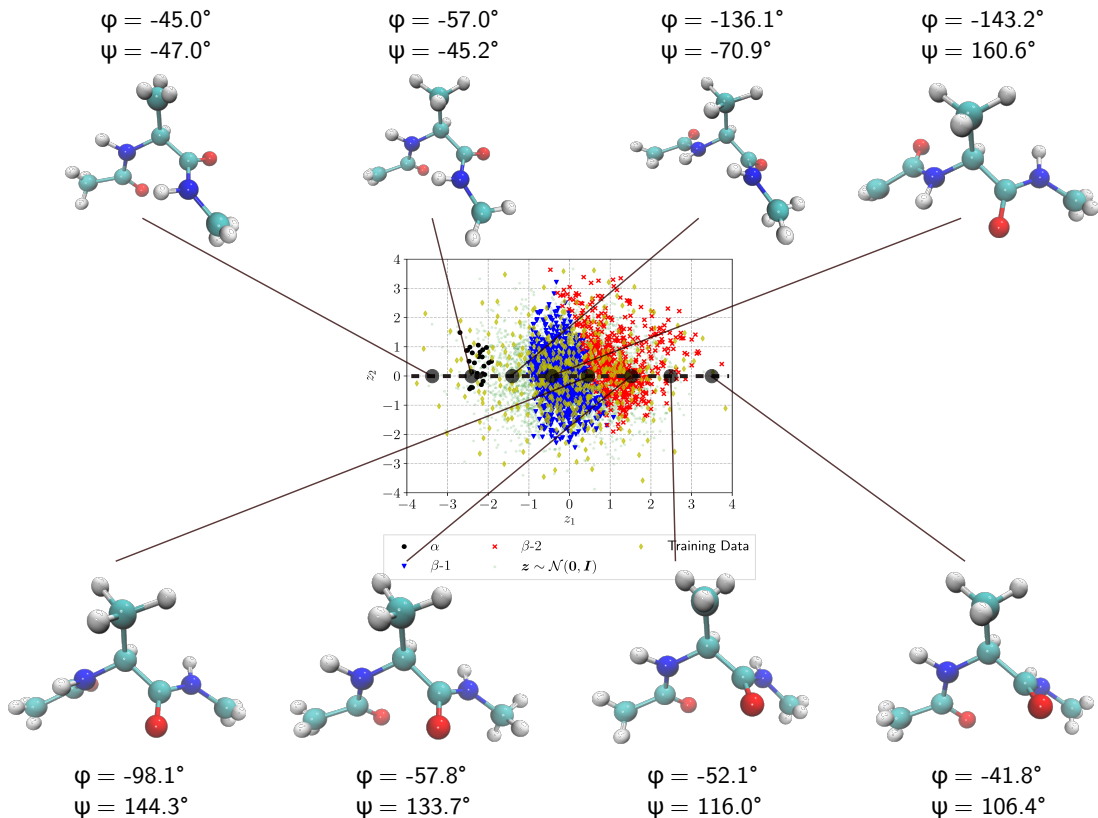 φ = -45.0° φ = -57.0° φ = -136.1° φ = -143.2°
ψ = -47.0° ψ = -45.2° ψ = -70.9° ψ = 160.6°
4
3
2
1
z₂ 0
−1
−2
−3
−4
−4 −3 −2 −1 0 1 2 3 4
z₁
α β-2 Training Data
β-1 z ∼ 𝒩(0, I)
φ = -98.1° φ = -57.8° φ = -52.1° φ = -41.8°
ψ = 144.3° ψ = 133.7° ψ = 116.0° ψ = 106.4°